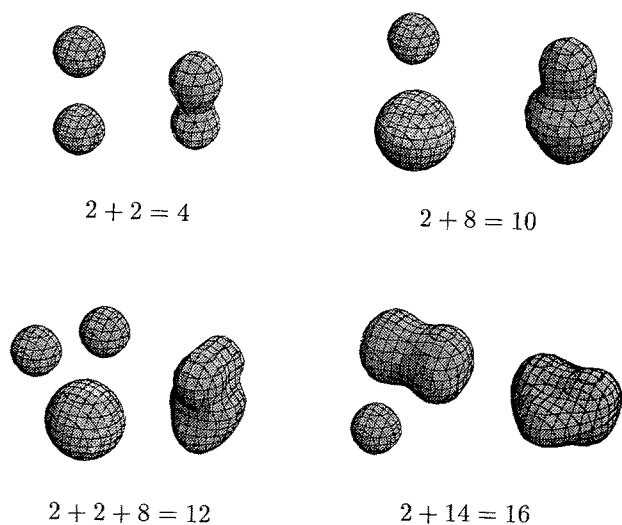 2 + 2 = 4
2 + 8 = 10
2 + 2 + 8 = 12
2 + 14 = 16